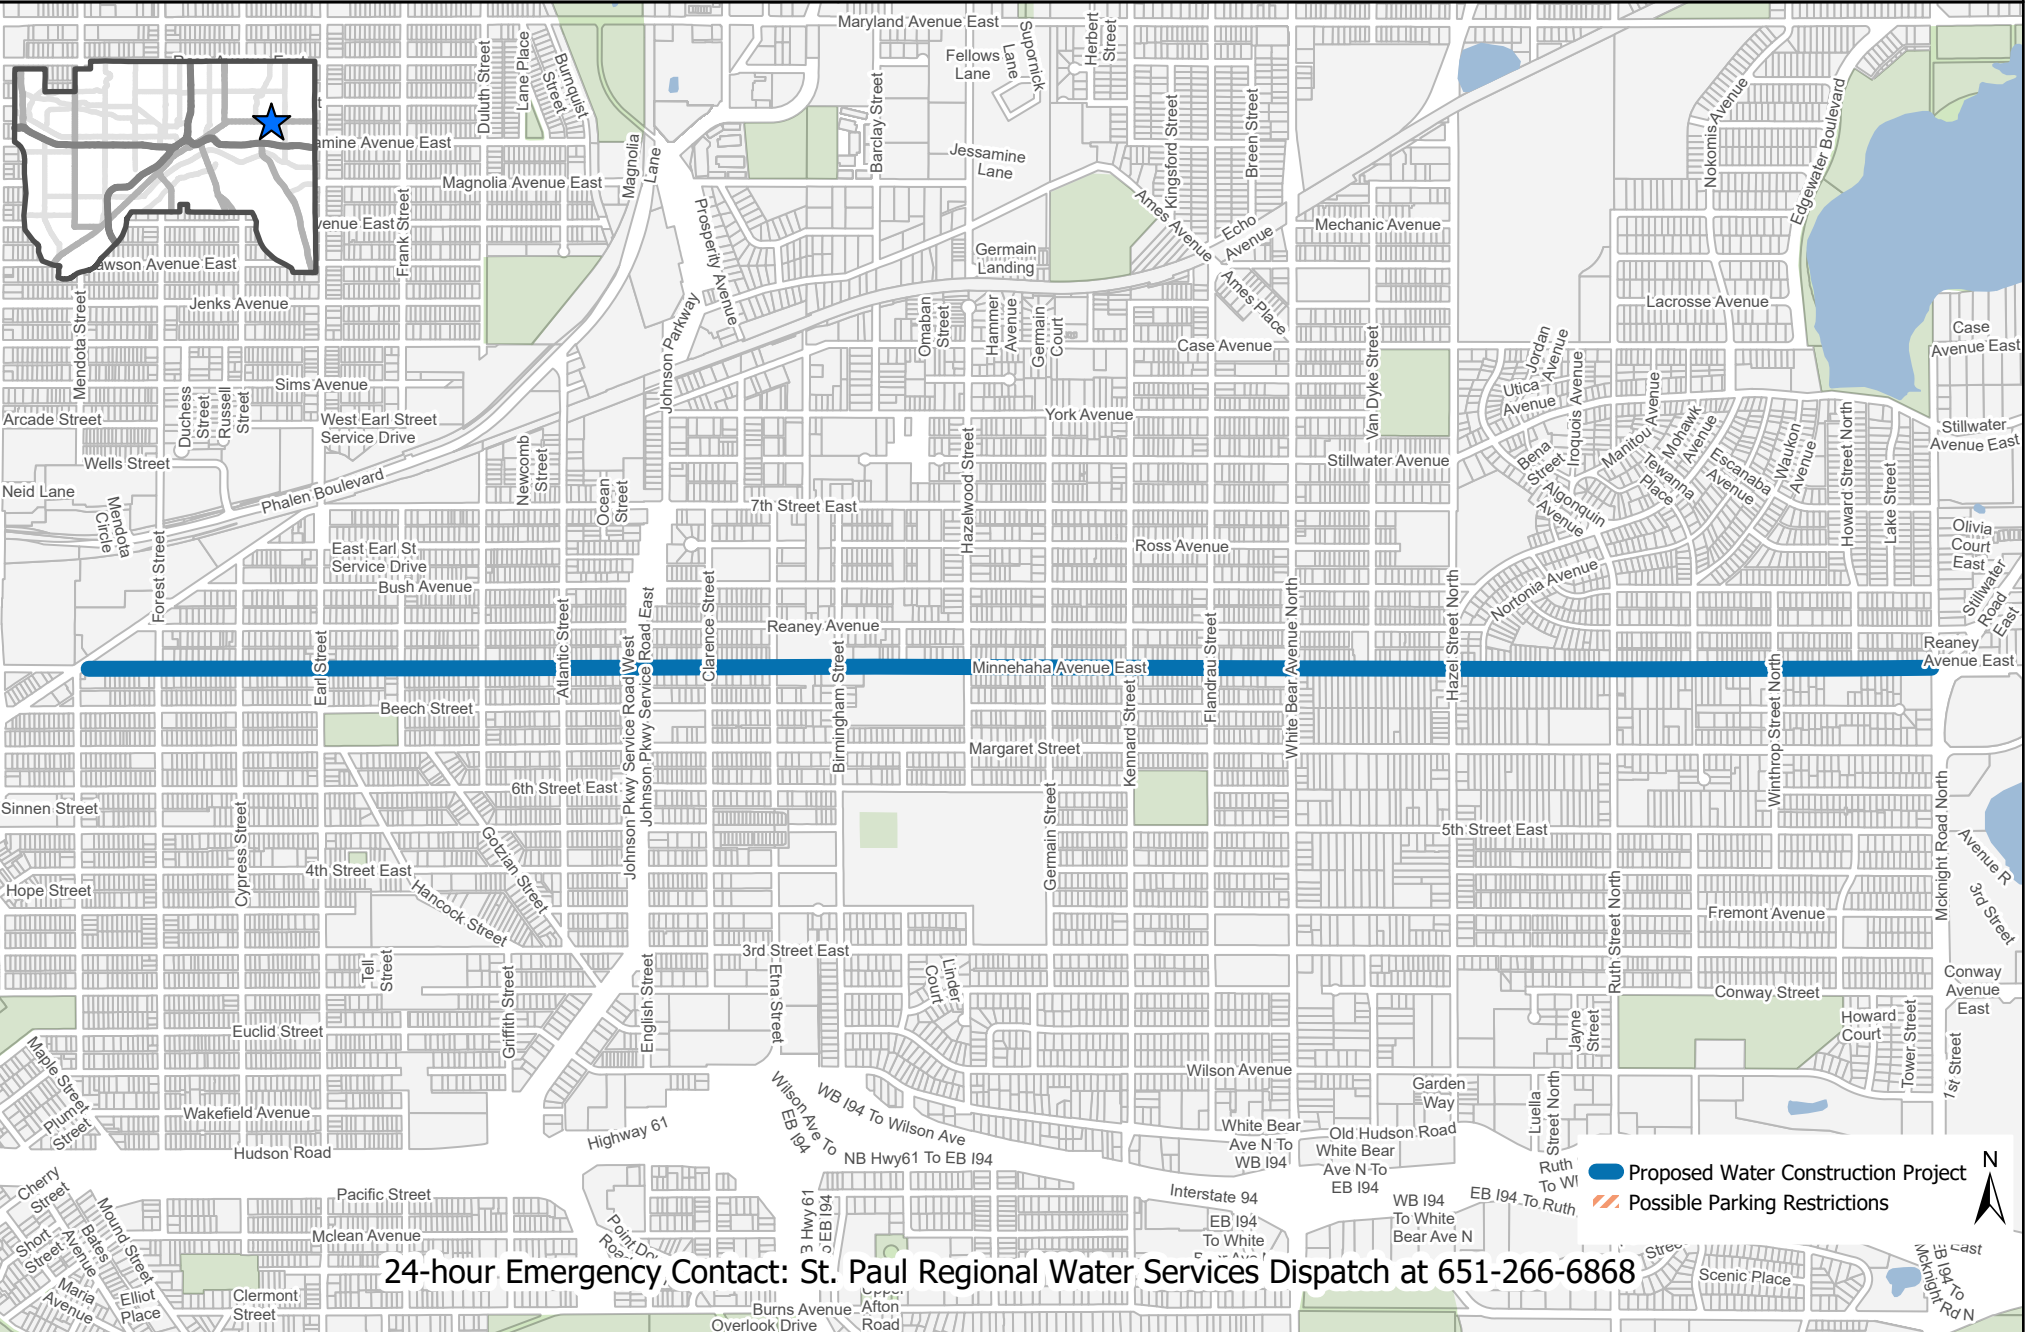 Maryland Avenue East
Herbert
Street
Supornick
Lane
Fellows
Lane
Duluth Street
Lane Place
Burnquist
Street
Barclay Street
Kingsford Street
Breen Street
Nokomis Avenue
Edgewater Boulevard
Magnolia
Lane
Jessamine
Lane
amine Avenue East
Magnolia Avenue East
venue East
Frank Street
awson Avenue East
Jenks Avenue
Mendota Street
Prosperity Avenue
Ames Avenue
Echo
Avenue
Mechanic Avenue
Germain
Landing
Ames Place
Lacrosse Avenue
Johnson Parkway
Omaban
Street
Hammer
Avenue
Germain
Court
Case Avenue
Van Dyke Street
Case
Avenue East
Jordan
Avenue
Utica
Avenue
Iroquois Avenue
Sims Avenue
Duchess
Street
Russell
Street
Arcade Street
West Earl Street
Service Drive
York Avenue
Manitou Avenue
Mohawk
Avenue
Waukon
Avenue
Howard Street North
Lake Street
Stillwater
Avenue East
Wells Street
Newcomb
Street
Ocean
Street
Hazelwood Street
Stillwater Avenue
Bena
Street
Tewanna
Place
Escanaba
Avenue
Algonquin
Avenue
Neid Lane
Mendota
Circle
Phalen Boulevard
7th Street East
Ross Avenue
Olivia
Court
East
Forest Street
East Earl St
Service Drive
Bush Avenue
Clarence Street
Nortonia Avenue
Stillwater
Road
East
Reaney Avenue
Reaney
Avenue East
Earl Street
Atlantic Street
Johnson Pkwy Service Road West
Johnson Pkwy Service Road East
Birmingham Street
Minnehaha Avenue East
Kennard Street
Flandrau Street
White Bear Avenue North
Hazel Street North
Winthrop Street North
Beech Street
Margaret Street
6th Street East
Sinnen Street
Cypress Street
Gotzian Street
Germain Street
5th Street East
Mcknight Road North
Avenue R
4th Street East
Hope Street
Hancock Street
Ruth Street North
Fremont Avenue
3rd Street
3rd Street East
Tell
Street
Griffith Street
English Street
Etna Street
Linder
Court
Conway Street
Conway
Avenue
East
Euclid Street
Jayne
Street
Howard
Court
Tower Street
1st Street
Maple Street
Plum
Street
Wakefield Avenue
Hudson Road
Highway 61
Wilson Ave To
EB I94
WB I94 To Wilson Ave
NB Hwy61 To EB I94
Wilson Avenue
Garden
Way
Luella
Street North
White Bear
Ave N To
WB I94
Old Hudson Road
White Bear
Ave N To
EB I94
Interstate 94
EB I94
To White
WB I94
To White
Bear Ave N
EB I94 To Ruth
Ruth
Cherry
Street
Pacific Street
Mclean Avenue
Mound Street
Bates
Avenue
Short
Street
Maria
Avenue
Elliot
Place
Clermont
Street
Burns Avenue
Overlook Drive
Afton
Road
Scenic Place
EB I94 To
Mcknight Rd N
Proposed Water Construction Project
Possible Parking Restrictions
N
24-hour Emergency Contact: St. Paul Regional Water Services Dispatch at 651-266-6868